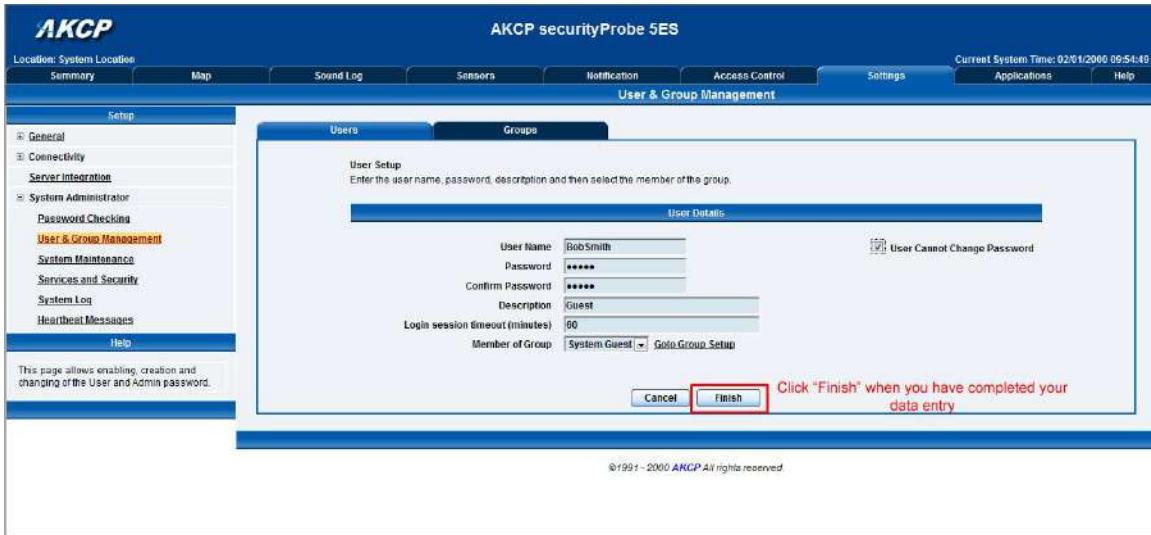 AKCP
AKCP securityProbe 5ES
Location: System Location
Current System Time: 02/01/2000 09:54:49
Summary Map Sound Log Sensors Notification Access Control Settings Applications Help
User & Group Management
Setup
General
Connectivity
Server Integration
System Administrator
Password Checking
User & Group Management
System Maintenance
Services and Security
System Log
Heartbeat Messages
Help
This page allows enabling, creation and
changing of the User and Admin password.
Users Groups
User Setup
Enter the user name, password, descritption and then select the member of the group.
User Details
User Name BobSmith
User Cannot Change Password
Password •••••
Confirm Password •••••
Description Guest
Login session timeout (minutes) 60
Member of Group System Guest Goto Group Setup
Cancel Finish
Click "Finish" when you have completed your
data entry
©1991 - 2000 AKCP All rights reserved